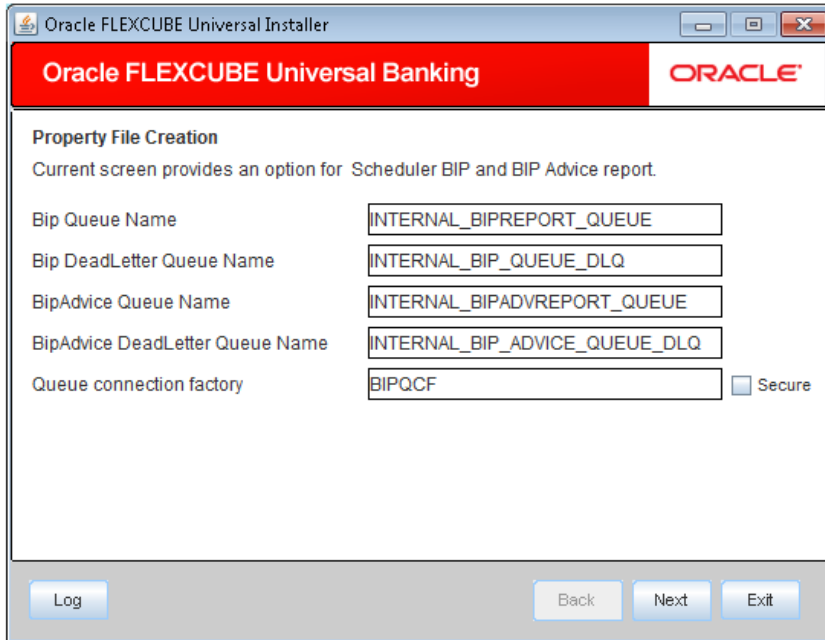 Oracle FLEXCUBE Universal Installer
Oracle FLEXCUBE Universal Banking
ORACLE
Property File Creation
Current screen provides an option for Scheduler BIP and BIP Advice report.
Bip Queue Name INTERNAL_BIPREPORT_QUEUE
Bip DeadLetter Queue Name INTERNAL_BIP_QUEUE_DLQ
BipAdvice Queue Name INTERNAL_BIPADVREPORT_QUEUE
BipAdvice DeadLetter Queue Name INTERNAL_BIP_ADVICE_QUEUE_DLQ
Queue connection factory BIPQCF Secure
Log Back Next Exit